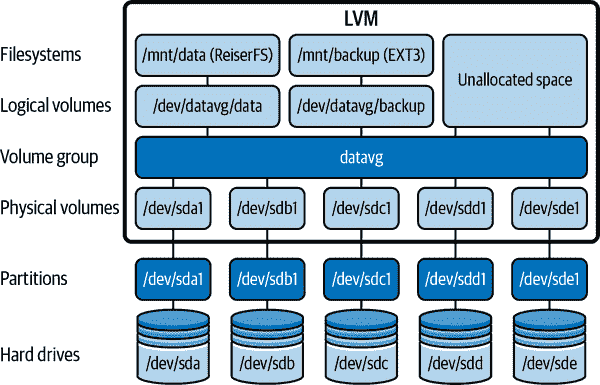 LVM
Filesystems
/mnt/data (ReiserFS)
/mnt/backup (EXT3)
Unallocated space
Logical volumes
/dev/datavg/data
/dev/datavg/backup
Volume group
datavg
Physical volumes
/dev/sda1
/dev/sdb1
/dev/sdc1
/dev/sdd1
/dev/sde1
Partitions
/dev/sda1
/dev/sdb1
/dev/sdc1
/dev/sdd1
/dev/sde1
Hard drives
/dev/sda
/dev/sdb
/dev/sdc
/dev/sdd
/dev/sde